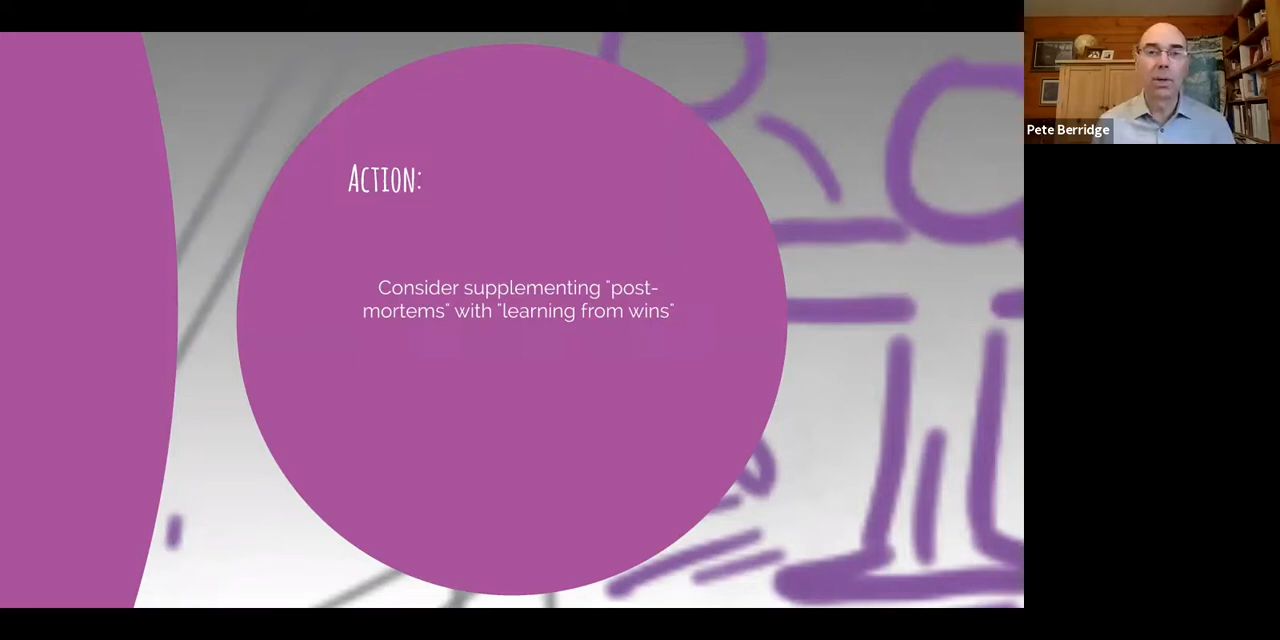 Action:
Consider supplementing "post-
mortems" with "learning from wins"
Pete Berridge